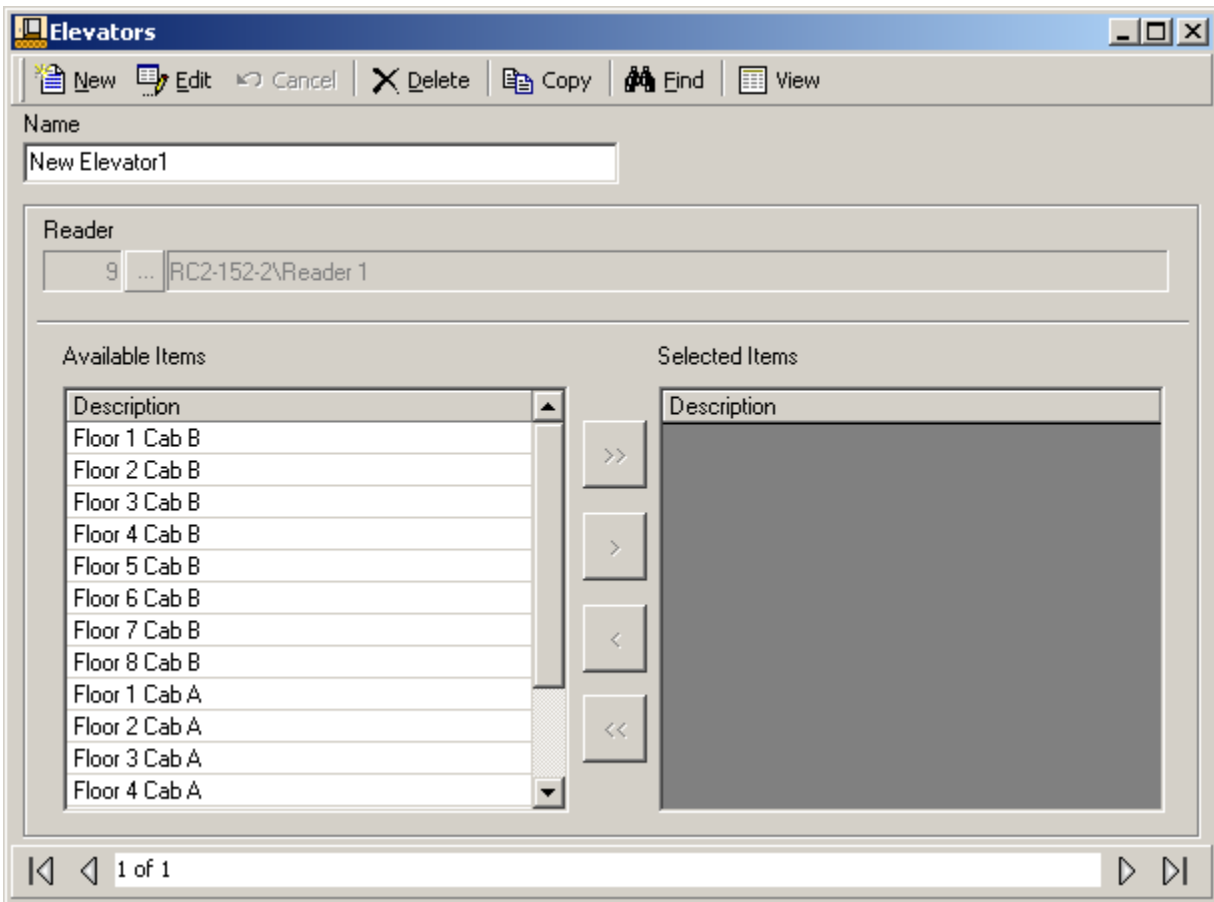 Elevators
New Edit Cancel Delete Copy Find View
Name
New Elevator1
Reader
9 ... RC2-152-2\Reader 1
Available Items Selected Items
Description Description
Floor 1 Cab B
Floor 2 Cab B
Floor 3 Cab B
Floor 4 Cab B
Floor 5 Cab B
Floor 6 Cab B
Floor 7 Cab B
Floor 8 Cab B
Floor 1 Cab A
Floor 2 Cab A
Floor 3 Cab A
Floor 4 Cab A
>>
>
<
<<
1 of 1